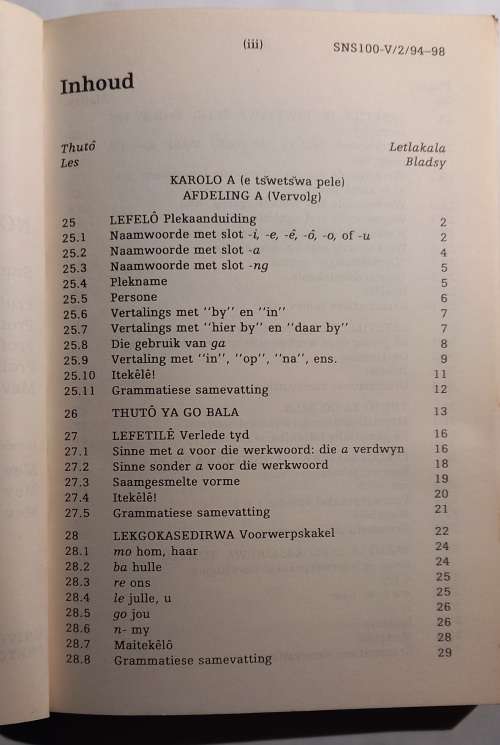 (iii)
SNS100-V/2/94–98
Inhoud
Thutô Letlakala
Les Bladsy
KAROLO A (e tšwetšwa pele)
AFDELING A (Vervolg)
25 LEFELÔ Plekaanduiding 2
25.1 Naamwoorde met slot -i, -e, -ê, -ô, -o, of -u 2
25.2 Naamwoorde met slot -a 4
25.3 Naamwoorde met slot -ng 5
25.4 Plekname 5
25.5 Persone 6
25.6 Vertalings met "by" en "in" 7
25.7 Vertalings met "hier by" en "daar by" 7
25.8 Die gebruik van ga 8
25.9 Vertaling met "in", "op", "na", ens. 9
25.10 Itekêlê! 11
25.11 Grammatiese samevatting 12
26 THUTÔ YA GO BALA 13
27 LEFETILÊ Verlede tyd 16
27.1 Sinne met a voor die werkwoord: die a verdwyn 16
27.2 Sinne sonder a voor die werkwoord 18
27.3 Saamgesmelte vorme 19
27.4 Itekêlê! 20
27.5 Grammatiese samevatting 21
28 LEKGOKASEDIRWA Voorwerpskakel 22
28.1 mo hom, haar 24
28.2 ba hulle 24
28.3 re ons 25
28.4 le julle, u 25
28.5 go jou 26
28.6 n- my 26
28.7 Maitekêlô 28
28.8 Grammatiese samevatting 29